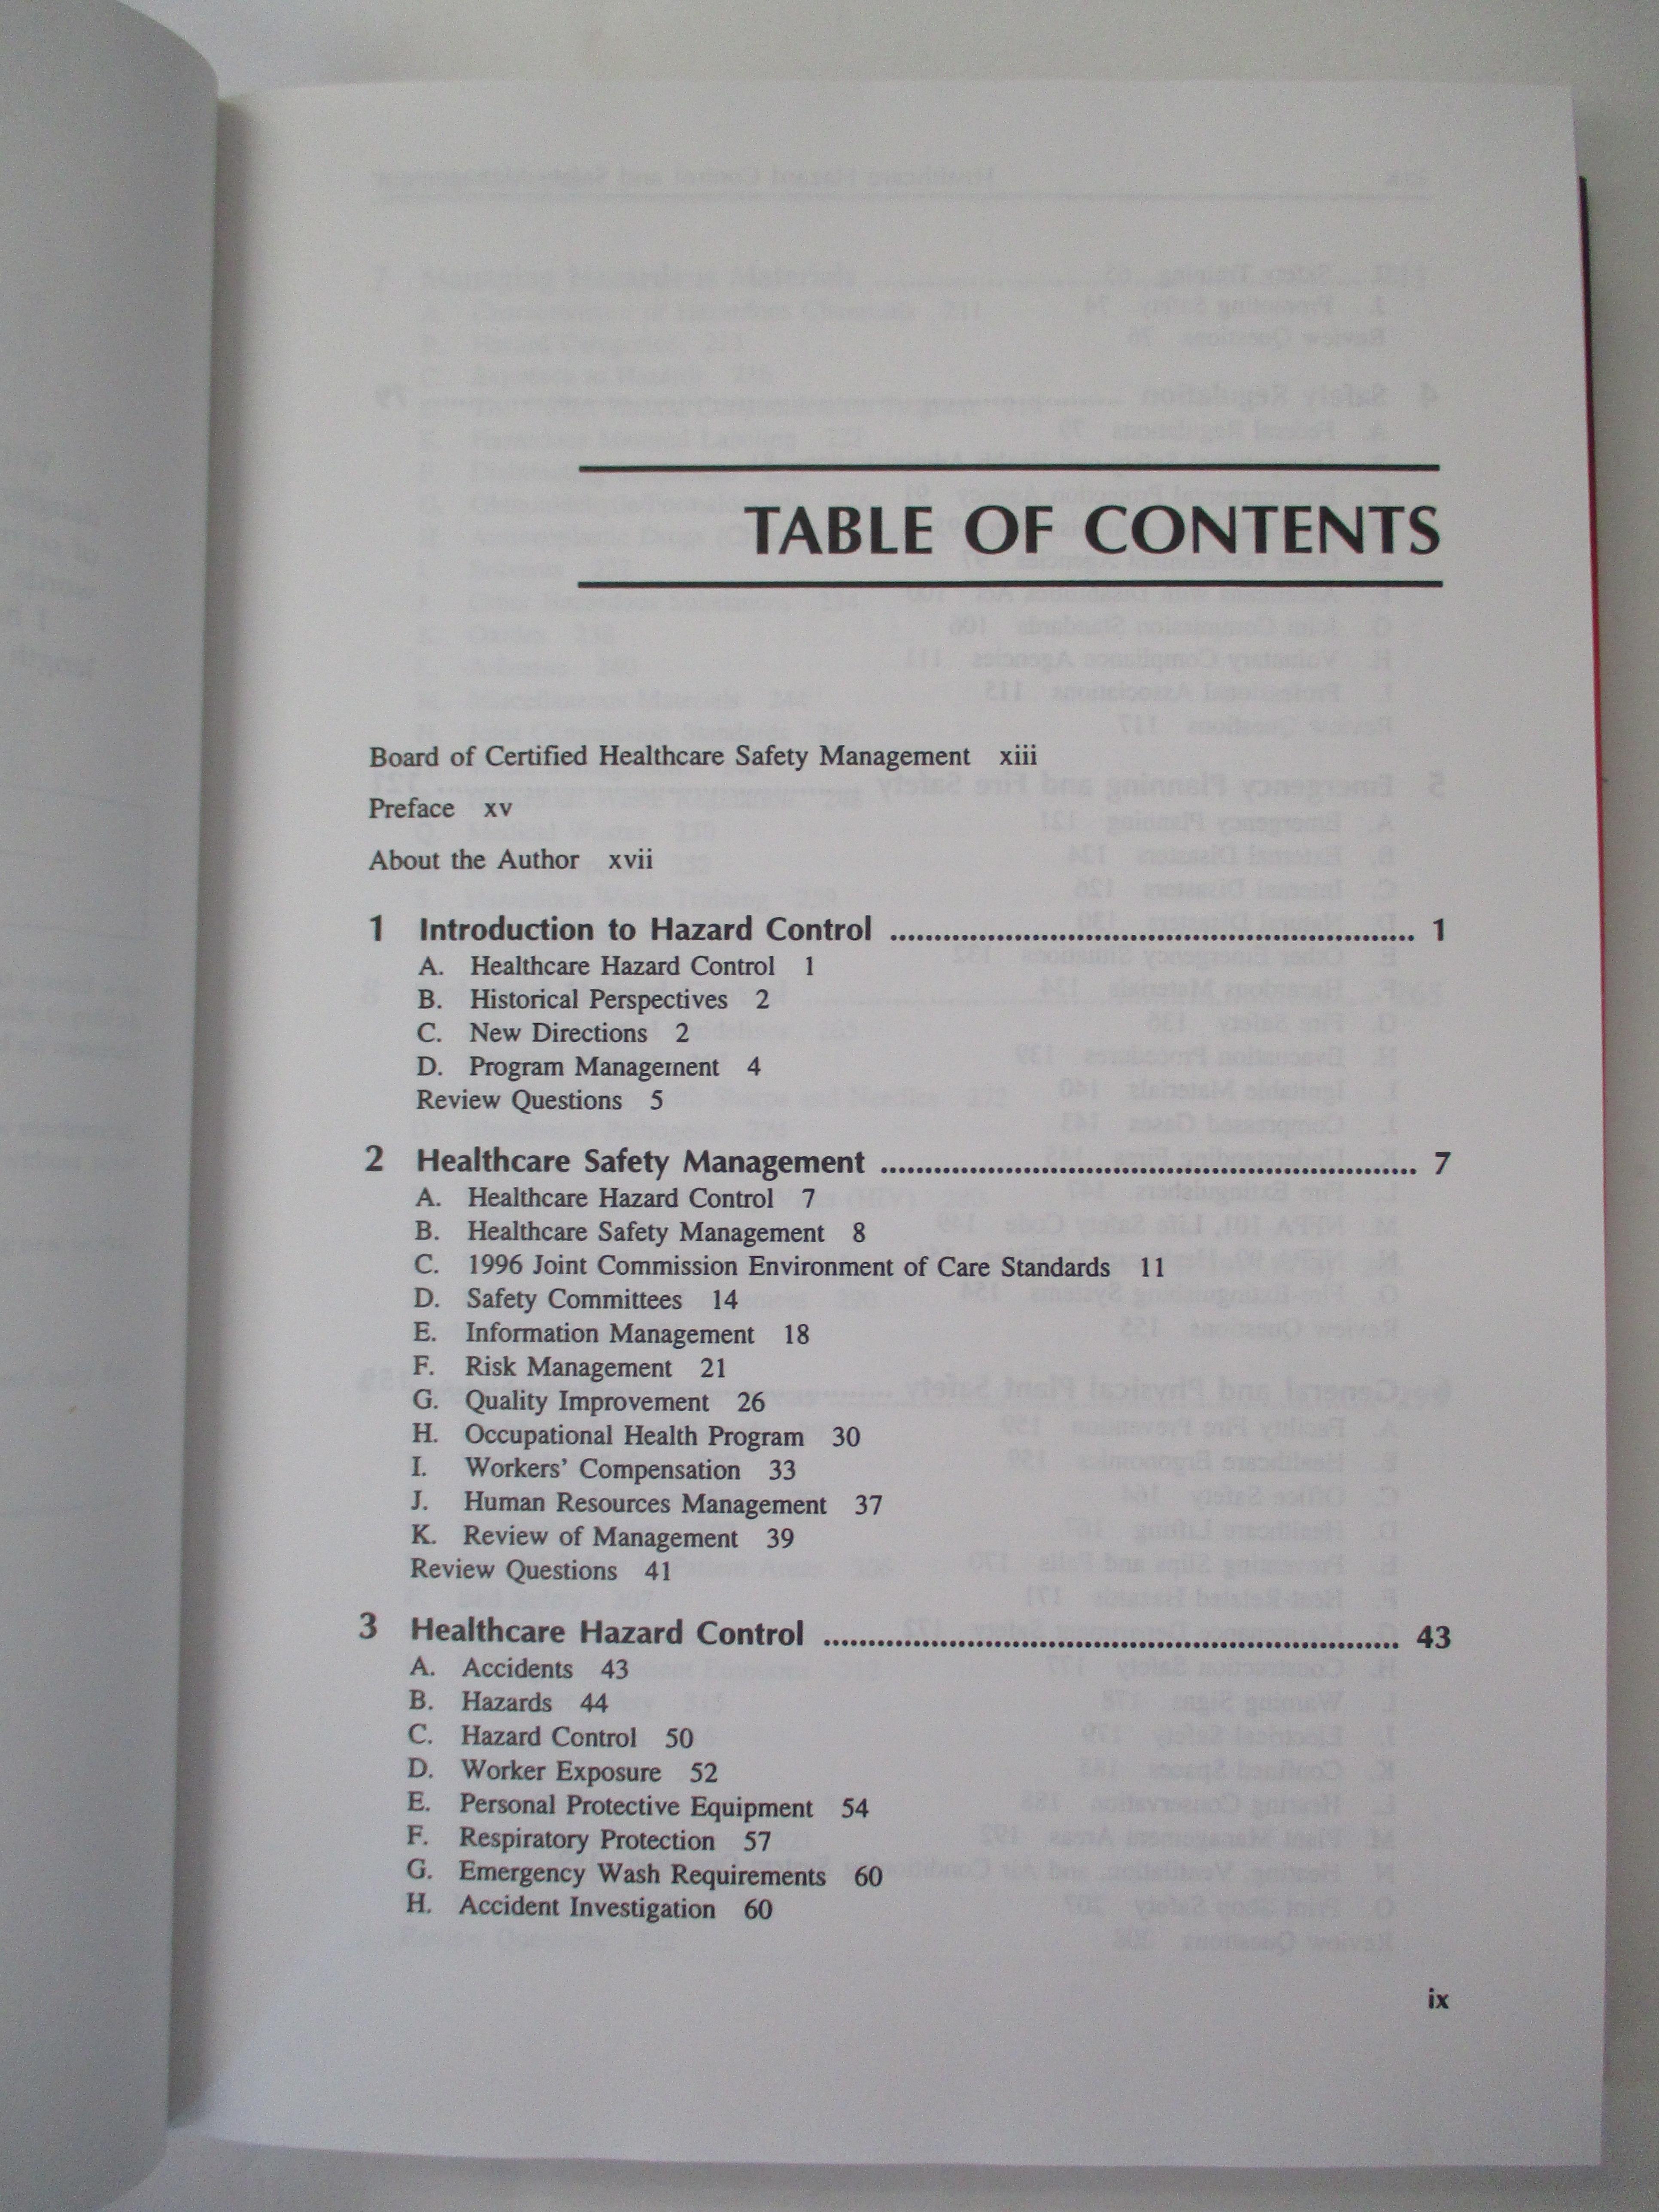 TABLE OF CONTENTS
Board of Certified Healthcare Safety Management xiii
Preface xv
About the Author xvii
1 Introduction to Hazard Control ........................................................ 1
A. Healthcare Hazard Control 1
B. Historical Perspectives 2
C. New Directions 2
D. Program Management 4
Review Questions 5
2 Healthcare Safety Management ........................................................ 7
A. Healthcare Hazard Control 7
B. Healthcare Safety Management 8
C. 1996 Joint Commission Environment of Care Standards 11
D. Safety Committees 14
E. Information Management 18
F. Risk Management 21
G. Quality Improvement 26
H. Occupational Health Program 30
I. Workers' Compensation 33
J. Human Resources Management 37
K. Review of Management 39
Review Questions 41
3 Healthcare Hazard Control ........................................................ 43
A. Accidents 43
B. Hazards 44
C. Hazard Control 50
D. Worker Exposure 52
E. Personal Protective Equipment 54
F. Respiratory Protection 57
G. Emergency Wash Requirements 60
H. Accident Investigation 60
ix